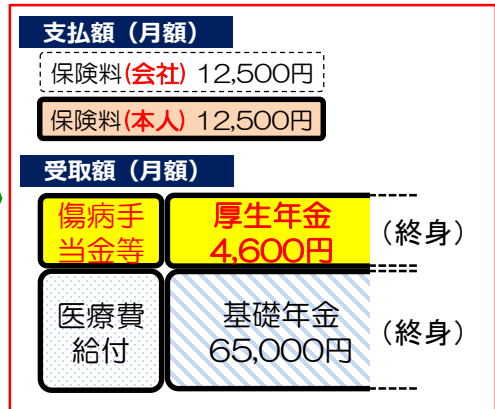 支払額（月額）
保険料(会社) 12,500円
保険料(本人) 12,500円
受取額（月額）
傷病手
当金等
厚生年金
4,600円
（終身）
医療費
給付
基礎年金
65,000円
（終身）